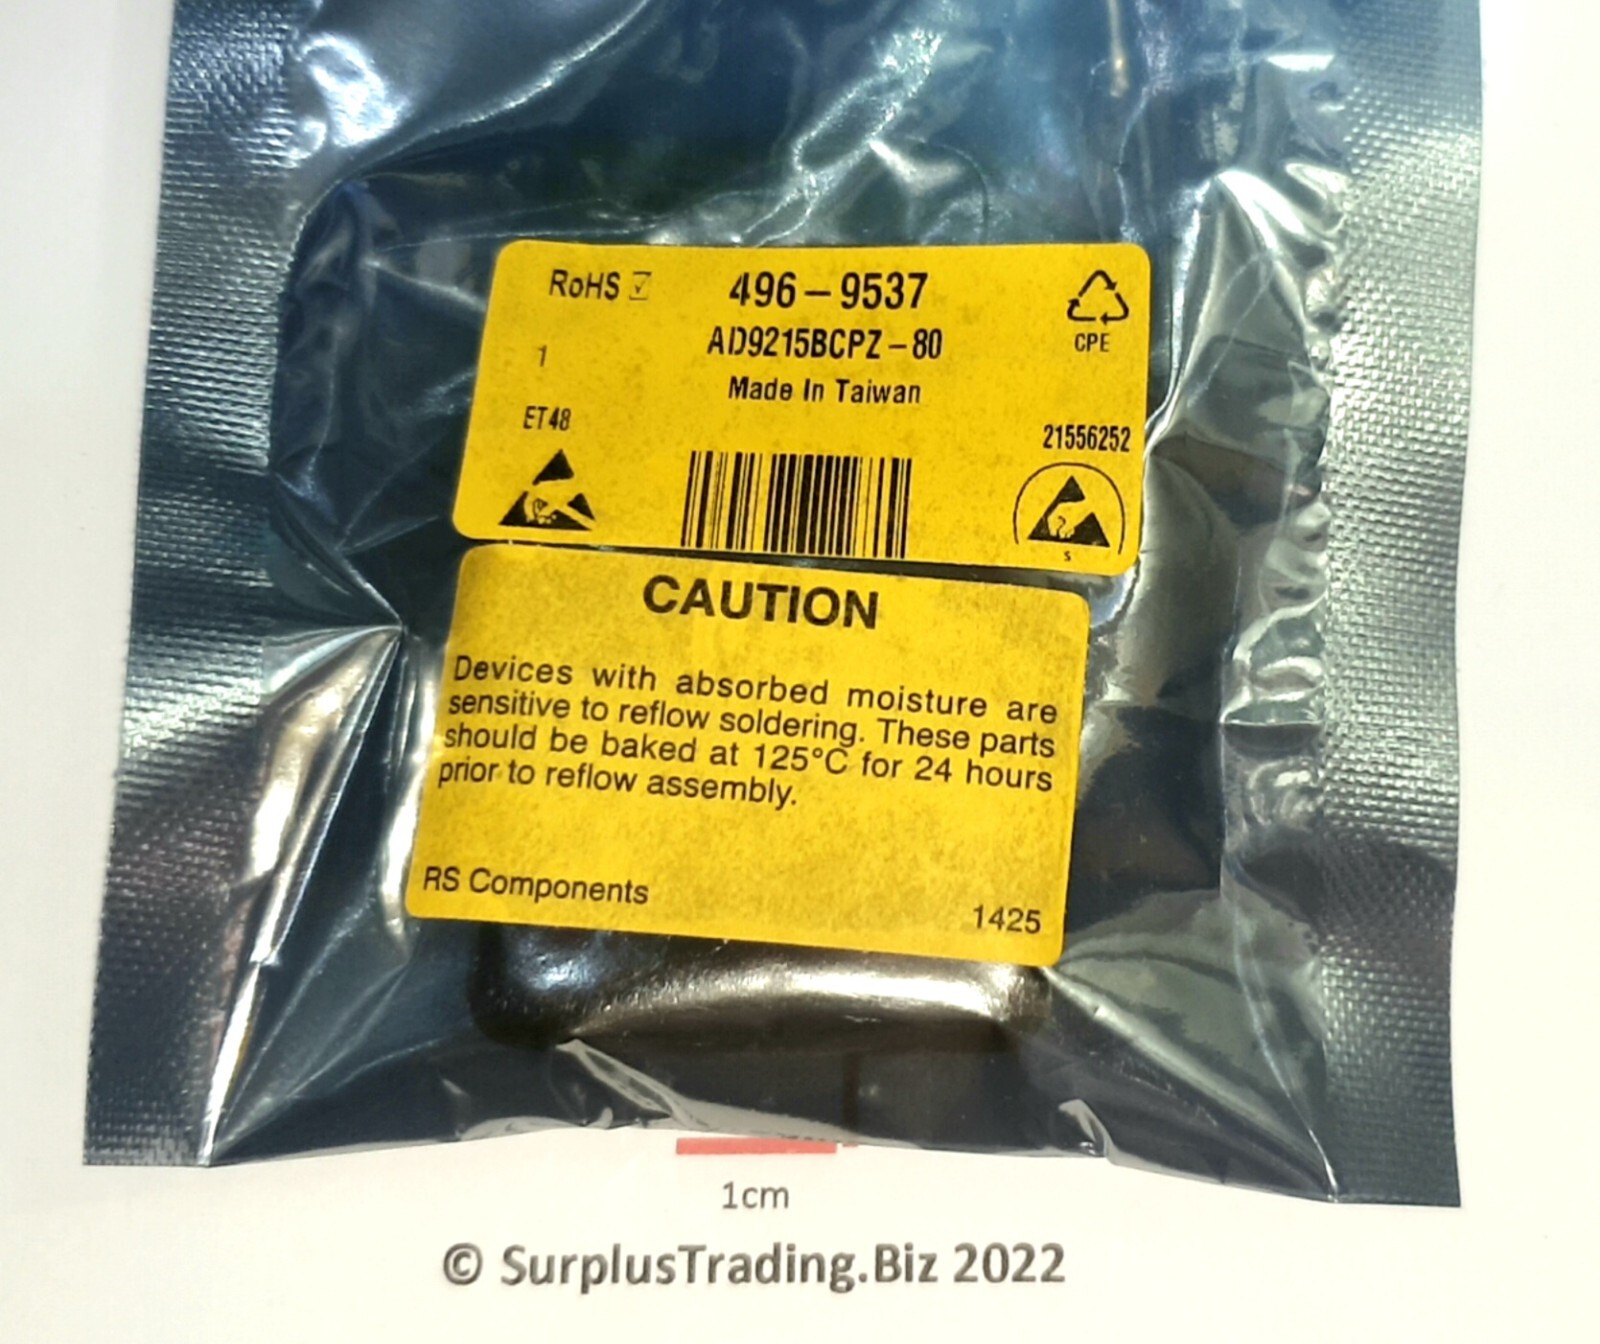 RoHS 496-9537
AD9215BCPZ-80
CPE
1
Made In Taiwan
ET48
21556252
S
CAUTION
Devices with absorbed moisture are
sensitive to reflow soldering. These parts
should be baked at 125°C for 24 hours
prior to reflow assembly.
RS Components
1425
1cm
© SurplusTrading.Biz 2022